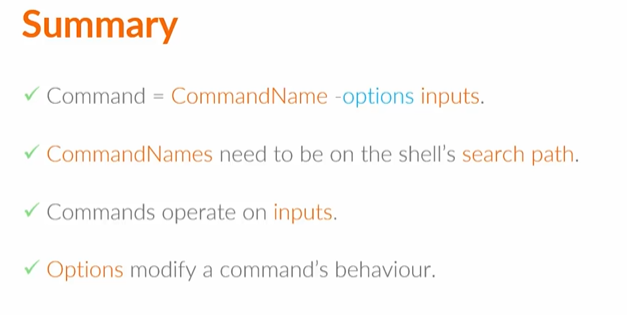 Summary
✓ Command = CommandName -options inputs.
✓ CommandNames need to be on the shell's search path.
✓ Commands operate on inputs.
✓ Options modify a command's behaviour.